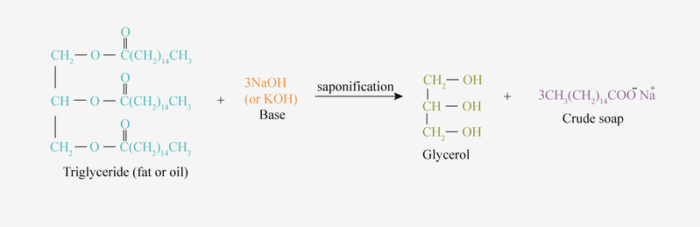 O
CH₂—O—C(CH₂)₁₄CH₃
O
CH—O—C(CH₂)₁₄CH₃
O
CH₂—O—C(CH₂)₁₄CH₃
Triglyceride (fat or oil)
+
3NaOH
(or KOH)
Base
saponification
CH₂—OH
CH—OH
CH₂—OH
Glycerol
+
3CH₃(CH₂)₁₄COO⁻Na⁺
Crude soap